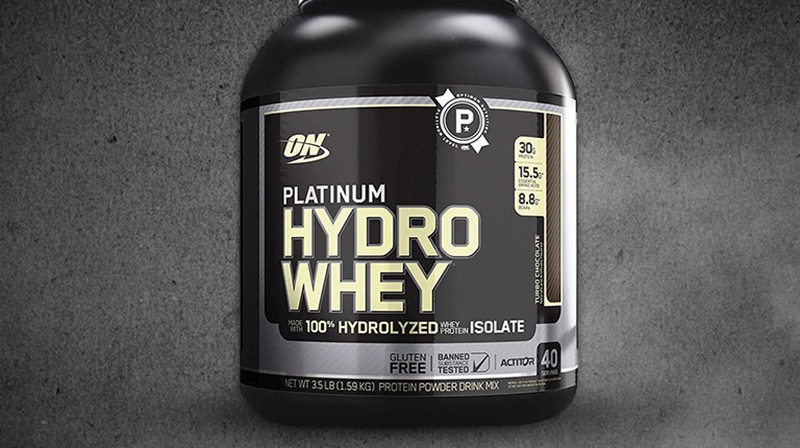 P
ON
30G
PROTEIN
15.5G*
ESSENTIAL
AMINO ACIDS
8.8G*
BCAAs
PLATINUM
HYDRO
WHEY
TURBO CHOCOLATE
MADE WITH 100% HYDROLYZED WHEY PROTEIN ISOLATE
GLUTEN FREE
BANNED SUBSTANCE TESTED
ACTITOR
40
SERVINGS
NET WT 3.5 LB (1.59 KG) PROTEIN POWDER DRINK MIX